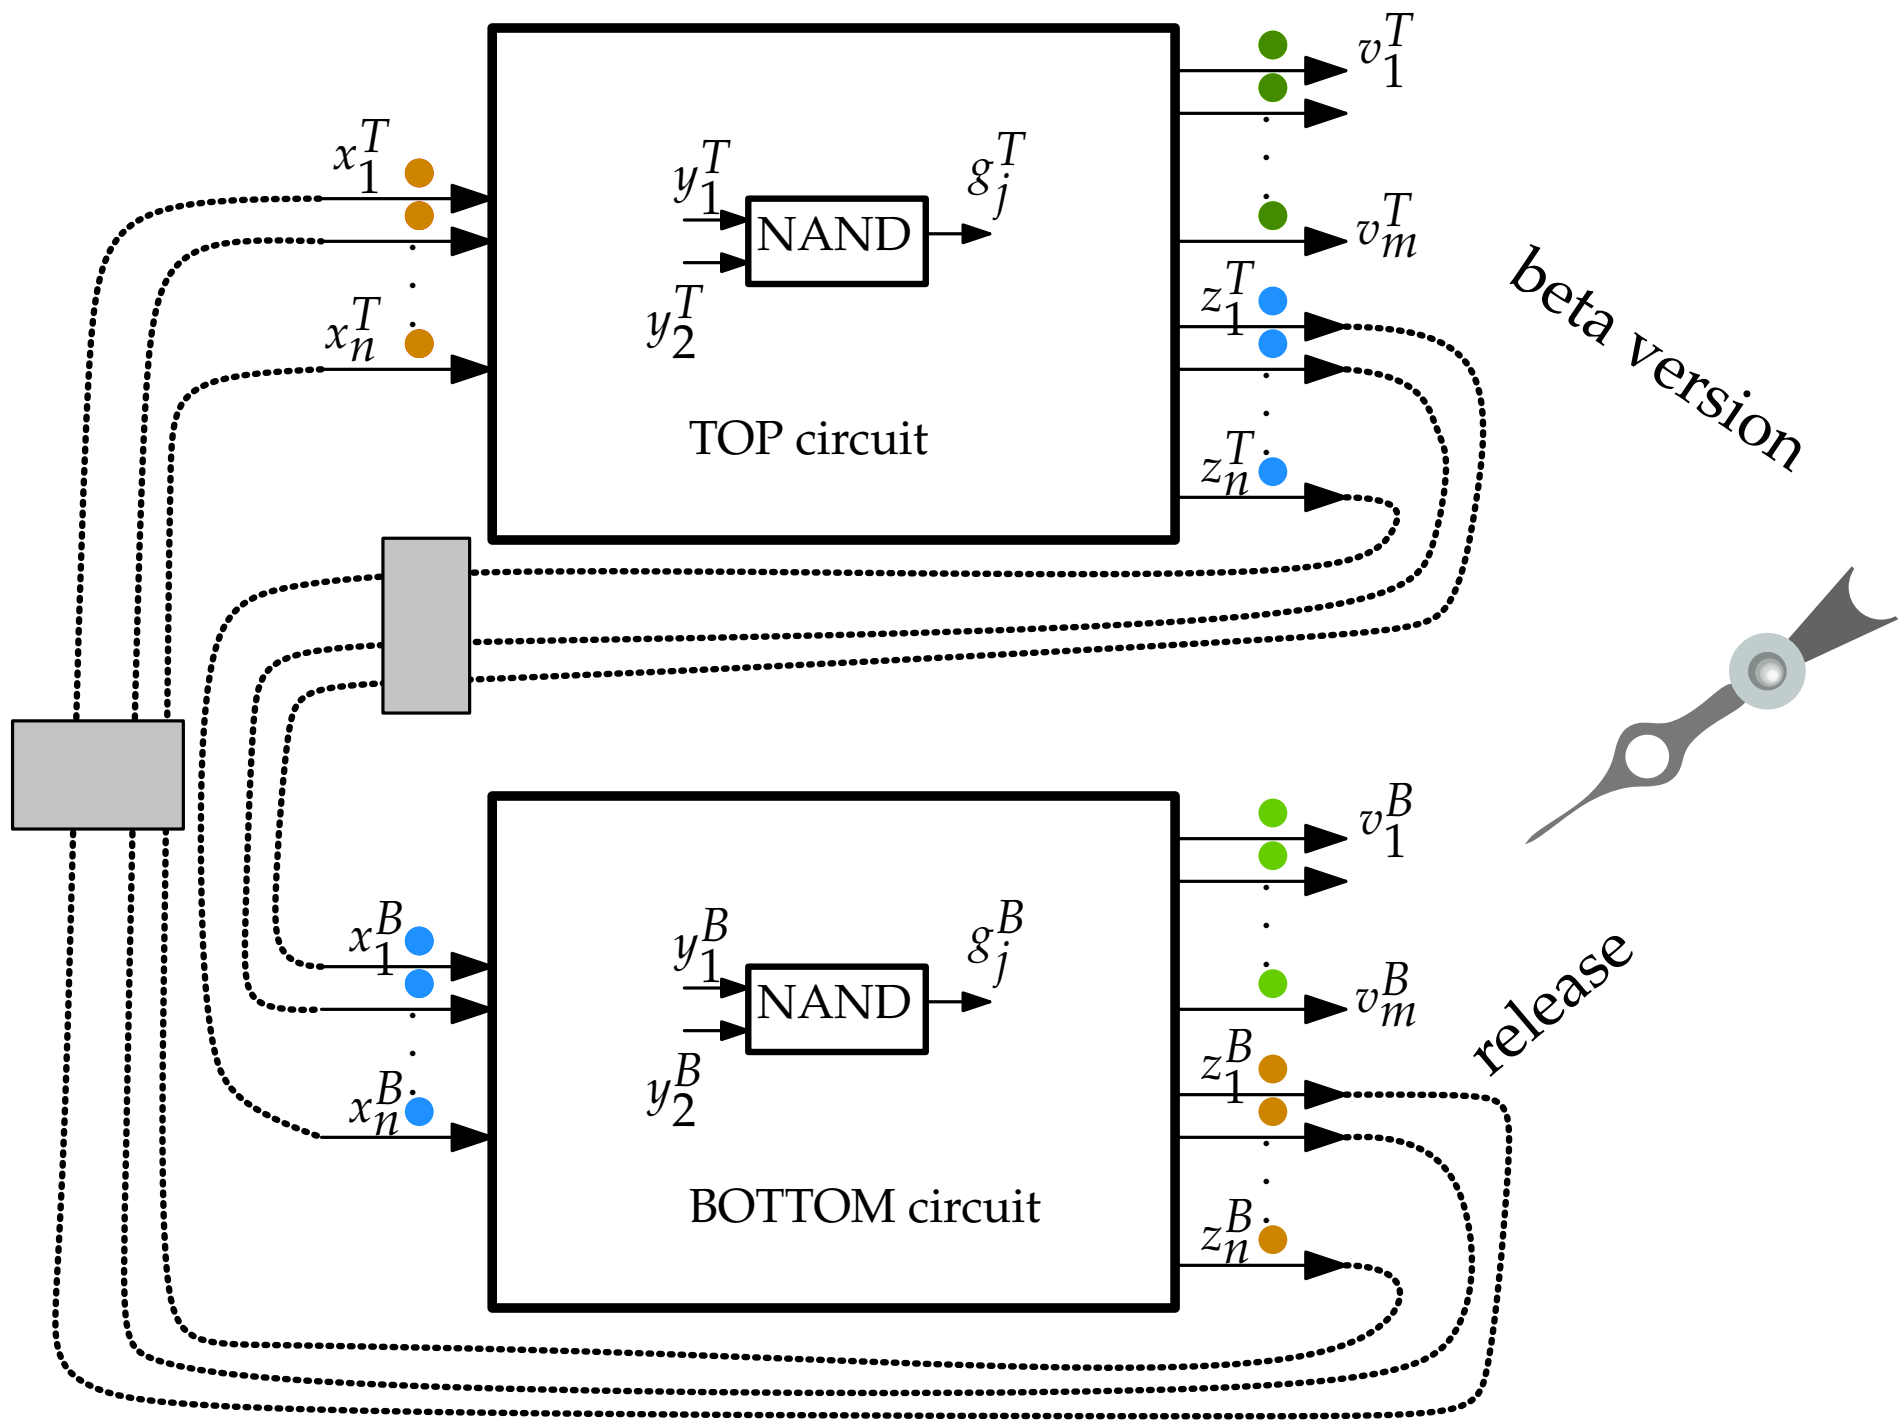 x_1^T
x_n^T
y_1^T
NAND
g_j^T
y_2^T
TOP circuit
v_1^T
v_m^T
z_1^T
z_n^T
beta version
x_1^B
x_n^B
y_1^B
NAND
g_j^B
y_2^B
BOTTOM circuit
v_1^B
v_m^B
z_1^B
z_n^B
release